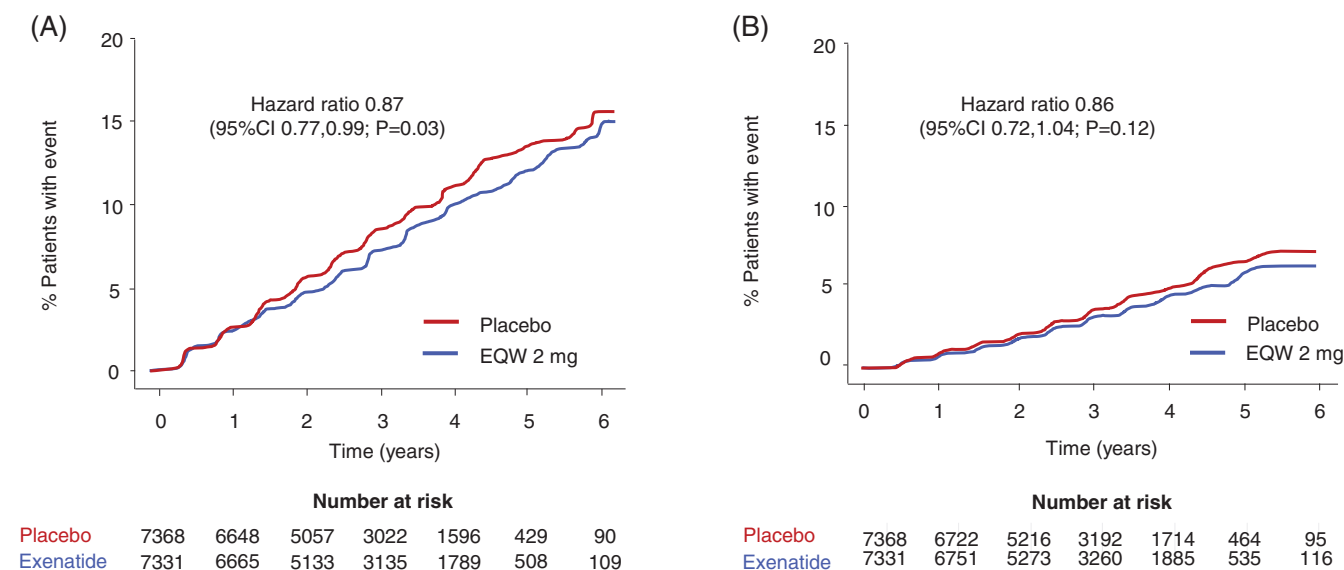 (A)
20
15
10
5
0
% Patients with event
Hazard ratio 0.87
(95%CI 0.77,0.99; P=0.03)
Placebo
EQW 2 mg
0 1 2 3 4 5 6
Time (years)
Number at risk
Placebo 7368 6648 5057 3022 1596 429 90
Exenatide 7331 6665 5133 3135 1789 508 109
(B)
20
15
10
5
0
% Patients with event
Hazard ratio 0.86
(95%CI 0.72,1.04; P=0.12)
Placebo
EQW 2 mg
0 1 2 3 4 5 6
Time (years)
Number at risk
Placebo 7368 6722 5216 3192 1714 464 95
Exenatide 7331 6751 5273 3260 1885 535 116